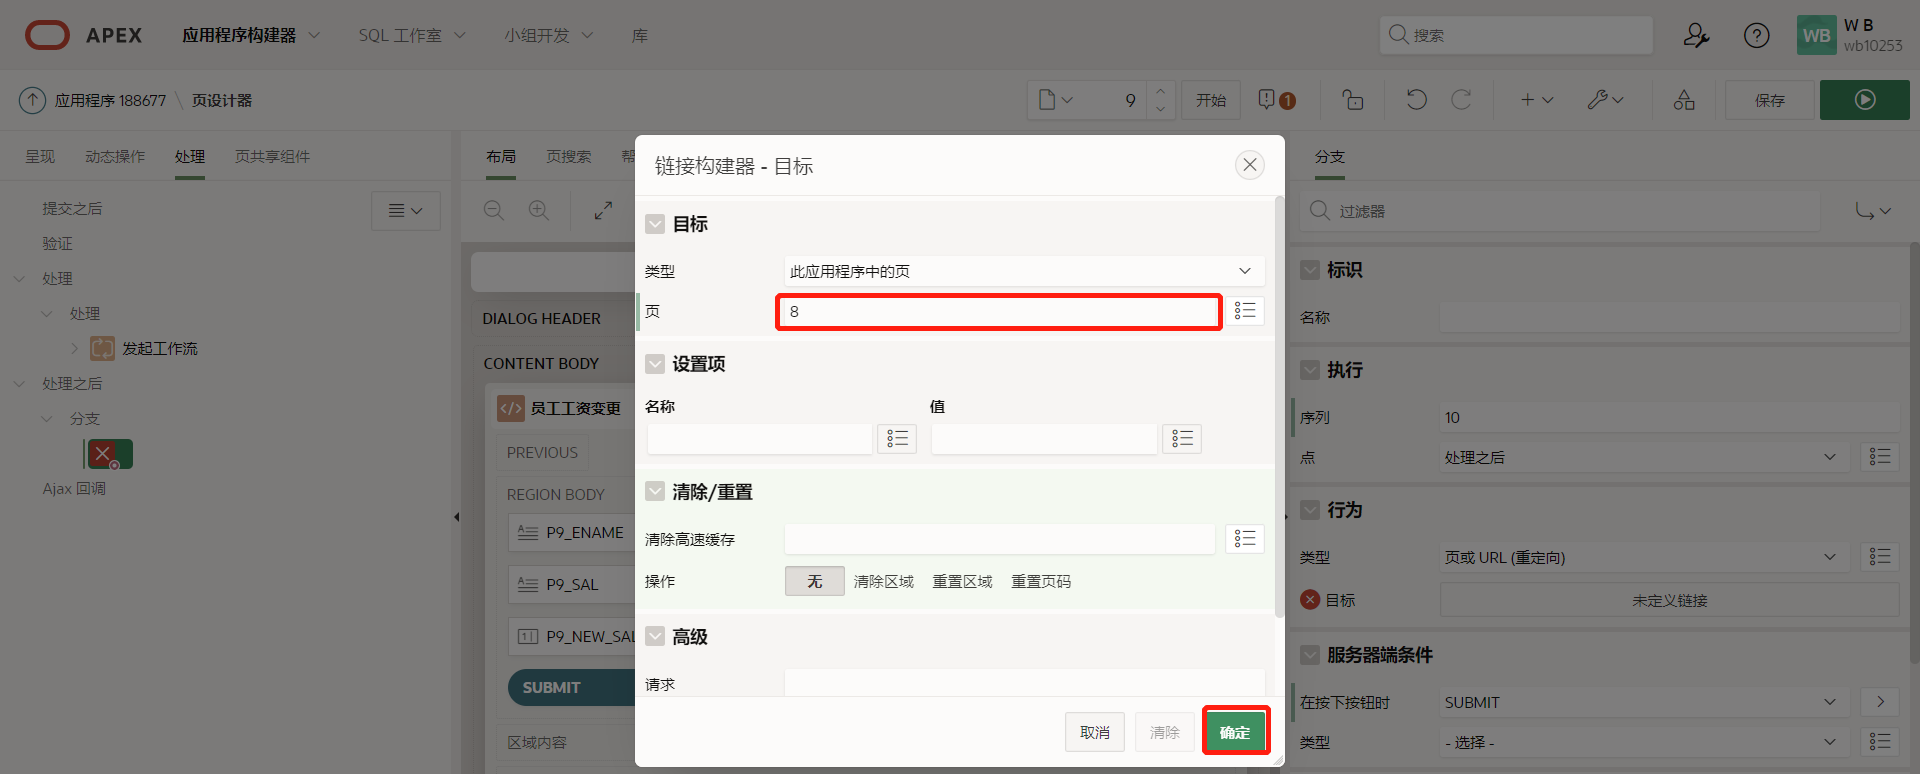 APEX 应用程序构建器 SQL 工作室 小组开发 库 搜索 WB W B
wb10253
应用程序 188677 \ 页设计器 9 开始 1 保存
呈现 动态操作 处理 页共享组件
提交之后
验证
处理
处理
发起工作流
处理之后
分支
Ajax 回调
布局 页搜索 帮
DIALOG HEADER
CONTENT BODY
员工工资变更
PREVIOUS
REGION BODY
P9_ENAME
P9_SAL
P9_NEW_SAL
SUBMIT
区域内容
链接构建器 - 目标
目标
类型 此应用程序中的页
页 8
设置项
名称 值
清除/重置
清除高速缓存
操作 无 清除区域 重置区域 重置页码
高级
请求
取消 清除 确定
分支
过滤器
标识
名称
执行
序列 10
点 处理之后
行为
类型 页或 URL (重定向)
目标 未定义链接
服务器端条件
在按下按钮时 SUBMIT
类型 - 选择 -